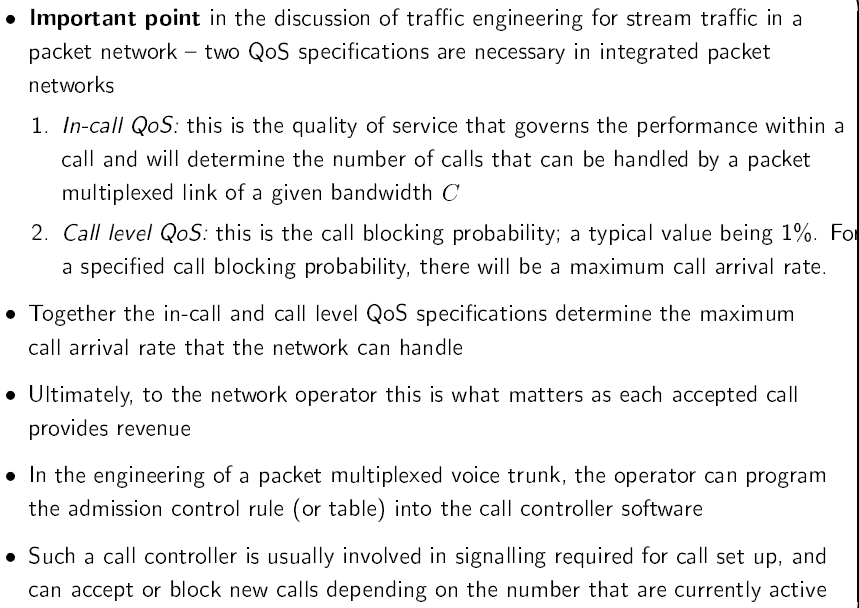 • Important point in the discussion of traffic engineering for stream traffic in a
packet network – two QoS specifications are necessary in integrated packet
networks
1. In-call QoS: this is the quality of service that governs the performance within a
call and will determine the number of calls that can be handled by a packet
multiplexed link of a given bandwidth C
2. Call level QoS: this is the call blocking probability; a typical value being 1%. For
a specified call blocking probability, there will be a maximum call arrival rate.
• Together the in-call and call level QoS specifications determine the maximum
call arrival rate that the network can handle
• Ultimately, to the network operator this is what matters as each accepted call
provides revenue
• In the engineering of a packet multiplexed voice trunk, the operator can program
the admission control rule (or table) into the call controller software
• Such a call controller is usually involved in signalling required for call set up, and
can accept or block new calls depending on the number that are currently active